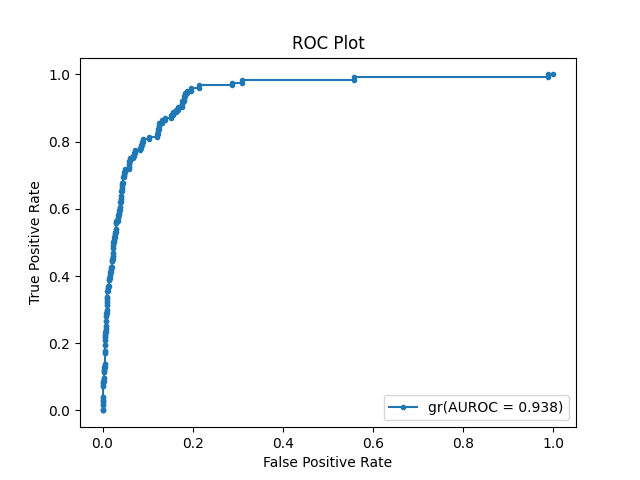 ROC Plot
True Positive Rate
1.0
0.8
0.6
0.4
0.2
0.0
0.0 0.2 0.4 0.6 0.8 1.0
False Positive Rate
gr(AUROC = 0.938)